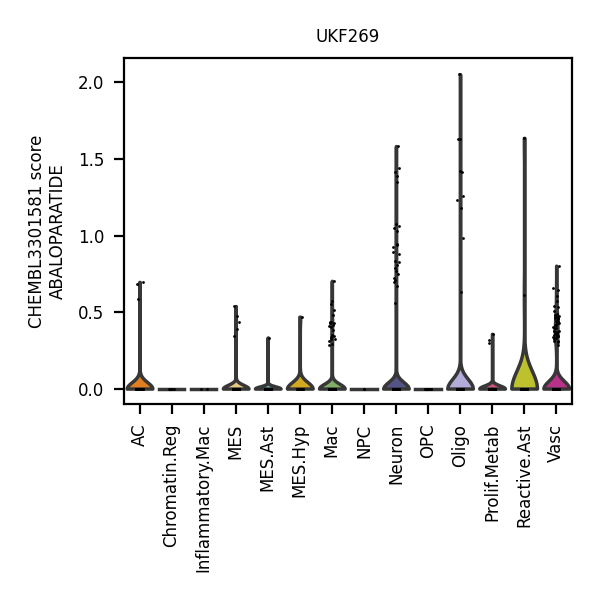 UKF269
CHEMBL3301581 score
ABALOPARATIDE
2.0
1.5
1.0
0.5
0.0
AC
Chromatin.Reg
Inflammatory.Mac
MES
MES.Ast
MES.Hyp
Mac
NPC
Neuron
OPC
Oligo
Prolif.Metab
Reactive.Ast
Vasc